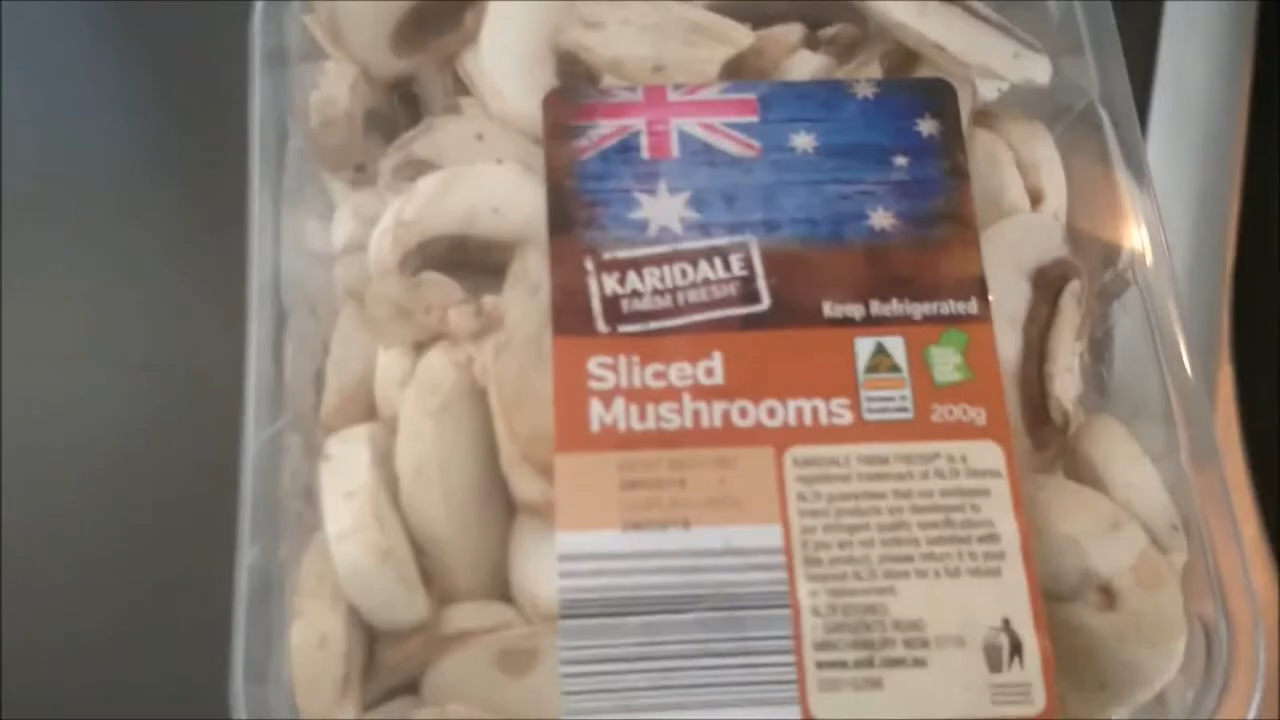 KARIDALE
FARM FRESH
Keep Refrigerated
Sliced
Mushrooms
200g
KARIDALE FARM FRESH® is a
registered trademark of ALDI Stores.
ALDI guarantees that our exclusive
brand products are developed to
our stringent quality specifications.
If you are not entirely satisfied with
this product, please return it to your
nearest ALDI store for a full refund
or replacement.
ALDI STORES
1 SARGENTS ROAD
MINCHINBURY NSW
www.aldi.com.au